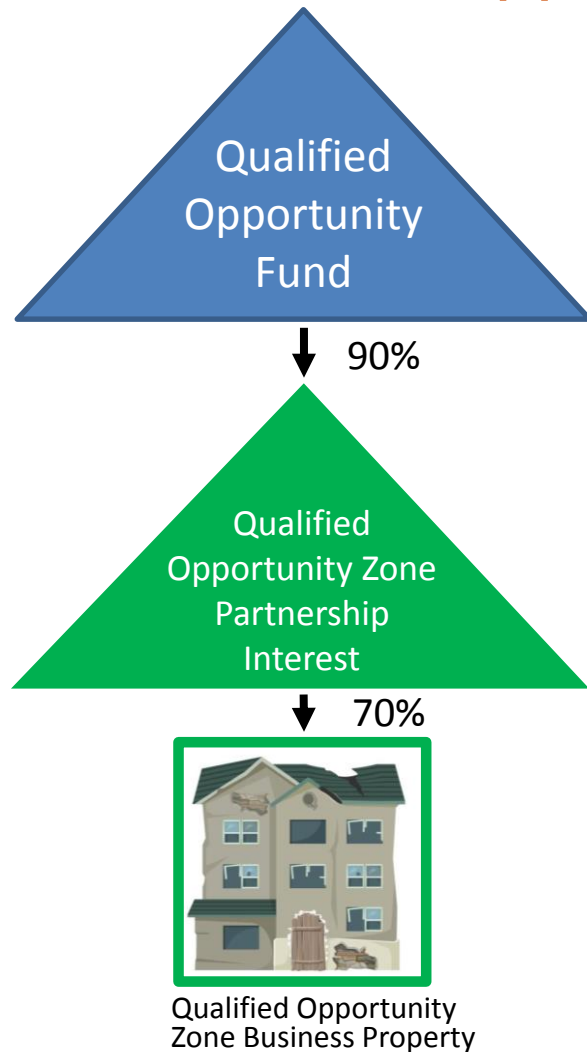 Qualified
Opportunity
Fund
90%
Qualified
Opportunity Zone
Partnership
Interest
70%
Qualified Opportunity
Zone Business Property